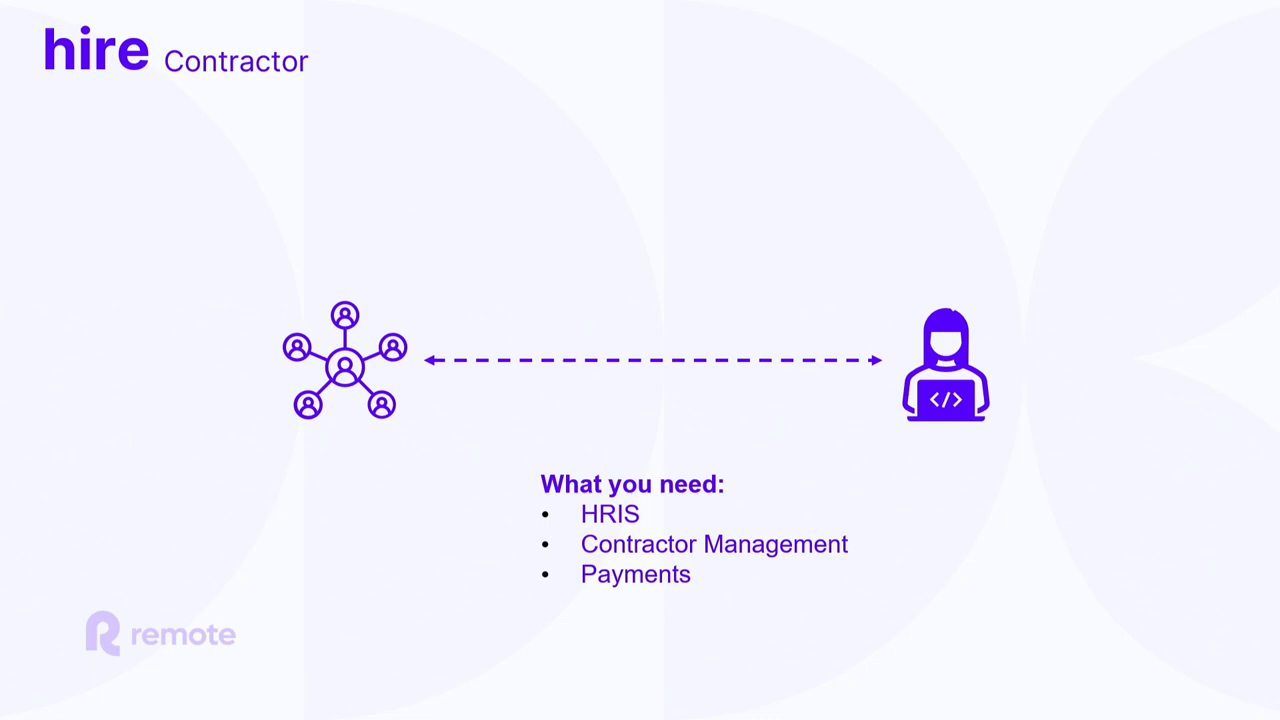 hire Contractor
</>
What you need:
• HRIS
• Contractor Management
• Payments
remote